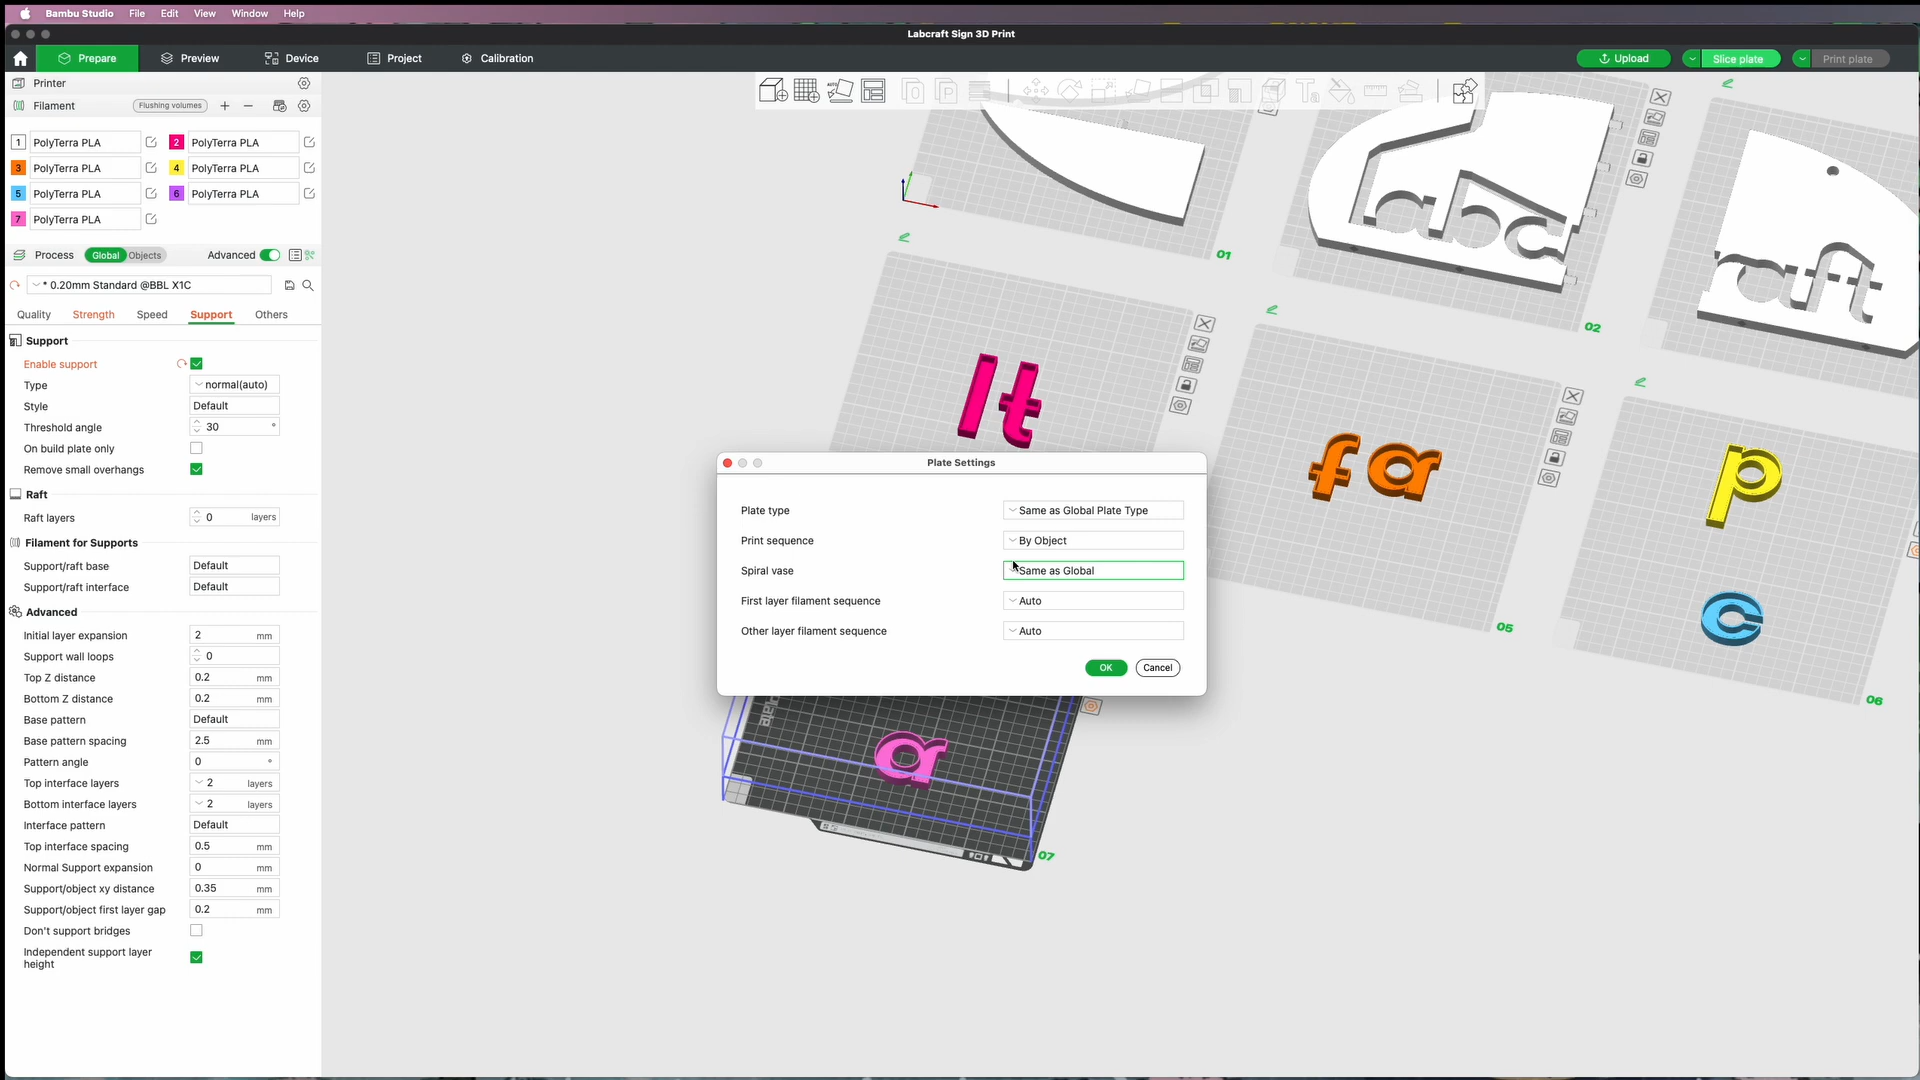 Bambu Studio File Edit View Window Help
Labcraft Sign 3D Print
Prepare Preview Device Project Calibration Upload Slice plate Print plate
Printer
Filament Flushing volumes
1 PolyTerra PLA 2 PolyTerra PLA
3 PolyTerra PLA 4 PolyTerra PLA
5 PolyTerra PLA 6 PolyTerra PLA
7 PolyTerra PLA
Process Global Objects Advanced
* 0.20mm Standard @BBL X1C
Quality Strength Speed Support Others
Support
Enable support
Type normal(auto)
Style Default
Threshold angle 30 °
On build plate only
Remove small overhangs
Raft
Raft layers 0 layers
Filament for Supports
Support/raft base Default
Support/raft interface Default
Advanced
Initial layer expansion 2 mm
Support wall loops 0
Top Z distance 0.2 mm
Bottom Z distance 0.2 mm
Base pattern Default
Base pattern spacing 2.5 mm
Pattern angle 0 °
Top interface layers 2 layers
Bottom interface layers 2 layers
Interface pattern Default
Top interface spacing 0.5 mm
Normal Support expansion 0 mm
Support/object xy distance 0.35 mm
Support/object first layer gap 0.2 mm
Don't support bridges
Independent support layer
height
abc
raft
01
02
lt
fa
p
c
05
06
Plate Settings
Plate type Same as Global Plate Type
Print sequence By Object
Spiral vase Same as Global
First layer filament sequence Auto
Other layer filament sequence Auto
OK Cancel
a
07